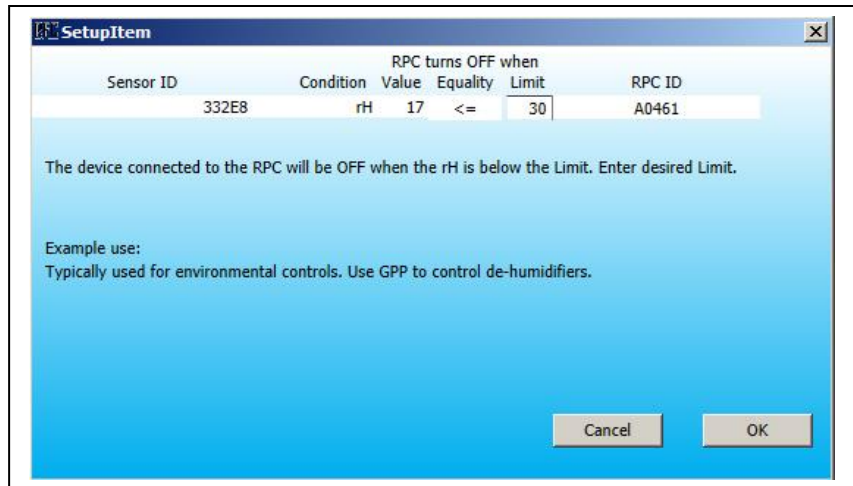 SetupItem
RPC turns OFF when
Sensor ID Condition Value Equality Limit RPC ID
332E8 rH 17 <= 30 A0461
The device connected to the RPC will be OFF when the rH is below the Limit. Enter desired Limit.
Example use:
Typically used for environmental controls. Use GPP to control de-humidifiers.
Cancel OK